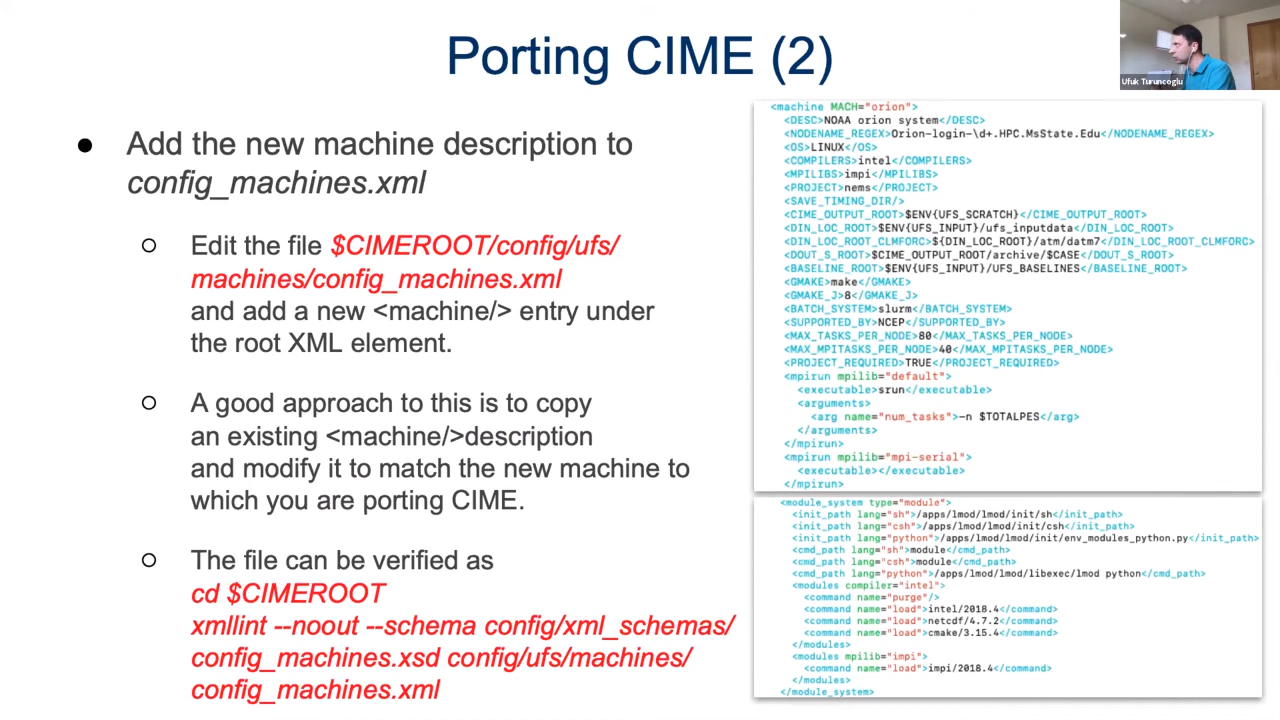 Porting CIME (2)
Ufuk Turuncoglu
● Add the new machine description to
config_machines.xml
○ Edit the file $CIMEROOT/config/ufs/
machines/config_machines.xml
and add a new <machine/> entry under
the root XML element.
○ A good approach to this is to copy
an existing <machine/>description
and modify it to match the new machine to
which you are porting CIME.
○ The file can be verified as
cd $CIMEROOT
xmllint --noout --schema config/xml_schemas/
config_machines.xsd config/ufs/machines/
config_machines.xml
<machine MACH="orion">
<DESC>NOAA orion system</DESC>
<NODENAME_REGEX>Orion-login-\d+.HPC.MsState.Edu</NODENAME_REGEX>
<OS>LINUX</OS>
<COMPILERS>intel</COMPILERS>
<MPILIBS>impi</MPILIBS>
<PROJECT>nems</PROJECT>
<SAVE_TIMING_DIR/>
<CIME_OUTPUT_ROOT>$ENV{UFS_SCRATCH}</CIME_OUTPUT_ROOT>
<DIN_LOC_ROOT>$ENV{UFS_INPUT}/ufs_inputdata</DIN_LOC_ROOT>
<DIN_LOC_ROOT_CLMFORC>${DIN_LOC_ROOT}/atm/datm7</DIN_LOC_ROOT_CLMFORC>
<DOUT_S_ROOT>$CIME_OUTPUT_ROOT/archive/$CASE</DOUT_S_ROOT>
<BASELINE_ROOT>$ENV{UFS_INPUT}/UFS_BASELINES</BASELINE_ROOT>
<GMAKE>make</GMAKE>
<GMAKE_J>8</GMAKE_J>
<BATCH_SYSTEM>slurm</BATCH_SYSTEM>
<SUPPORTED_BY>NCEP</SUPPORTED_BY>
<MAX_TASKS_PER_NODE>80</MAX_TASKS_PER_NODE>
<MAX_MPITASKS_PER_NODE>40</MAX_MPITASKS_PER_NODE>
<PROJECT_REQUIRED>TRUE</PROJECT_REQUIRED>
<mpirun mpilib="default">
<executable>srun</executable>
<arguments>
<arg name="num_tasks">-n $TOTALPES</arg>
</arguments>
</mpirun>
<mpirun mpilib="mpi-serial">
<executable></executable>
</mpirun>
<module_system type="module">
<init_path lang="sh">/apps/lmod/lmod/init/sh</init_path>
<init_path lang="csh">/apps/lmod/lmod/init/csh</init_path>
<init_path lang="python">/apps/lmod/lmod/init/env_modules_python.py</init_path>
<cmd_path lang="sh">module</cmd_path>
<cmd_path lang="csh">module</cmd_path>
<cmd_path lang="python">/apps/lmod/lmod/libexec/lmod python</cmd_path>
<modules compiler="intel">
<command name="purge"/>
<command name="load">intel/2018.4</command>
<command name="load">netcdf/4.7.2</command>
<command name="load">cmake/3.15.4</command>
</modules>
<modules mpilib="impi">
<command name="load">impi/2018.4</command>
</modules>
</module_system>